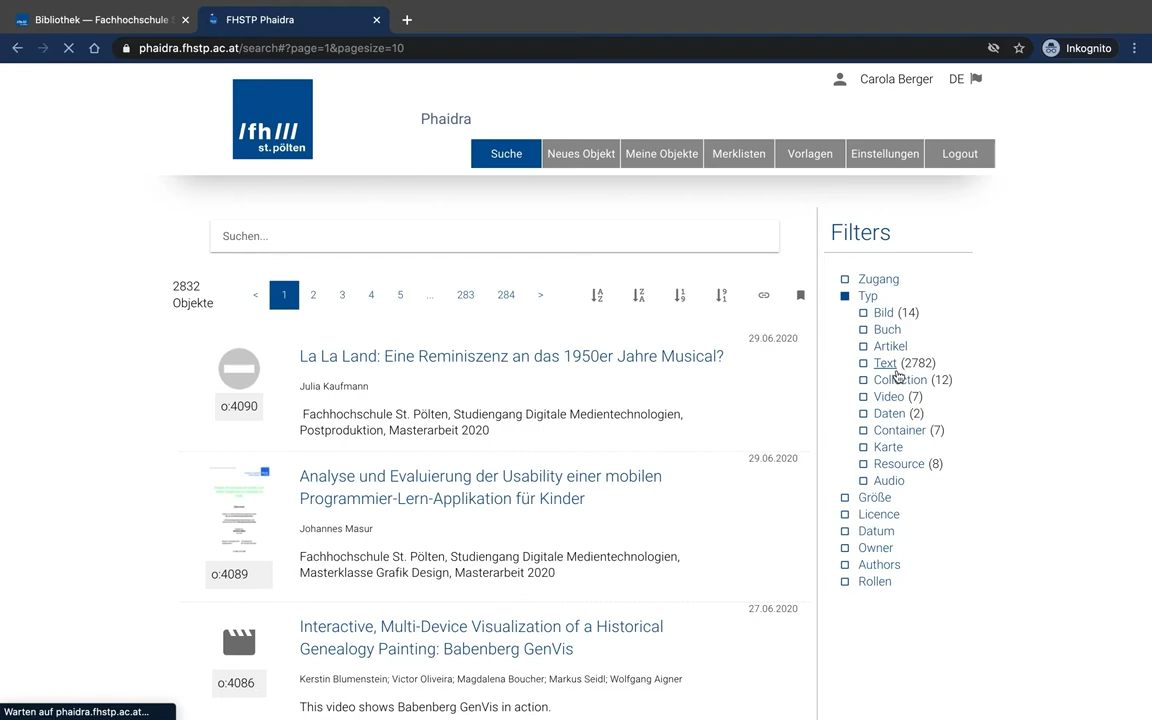 Bibliothek — Fachhochschule
FHSTP Phaidra
phaidra.fhstp.ac.at/search#?page=1&pagesize=10
Inkognito
Carola Berger
DE
/fh///
st.pölten
Phaidra
Suche
Neues Objekt
Meine Objekte
Merklisten
Vorlagen
Einstellungen
Logout
Suchen...
Filters
2832
Objekte
< 1 2 3 4 5 ... 283 284 >
Zugang
Typ
Bild (14)
Buch
Artikel
Text (2782)
Collection (12)
Video (7)
Daten (2)
Container (7)
Karte
Resource (8)
Audio
Größe
Licence
Datum
Owner
Authors
Rollen
29.06.2020
La La Land: Eine Reminiszenz an das 1950er Jahre Musical?
Julia Kaufmann
o:4090
Fachhochschule St. Pölten, Studiengang Digitale Medientechnologien,
Postproduktion, Masterarbeit 2020
29.06.2020
Analyse und Evaluierung der Usability einer mobilen
Programmier-Lern-Applikation für Kinder
Johannes Masur
Fachhochschule St. Pölten, Studiengang Digitale Medientechnologien,
Masterklasse Grafik Design, Masterarbeit 2020
o:4089
27.06.2020
Interactive, Multi-Device Visualization of a Historical
Genealogy Painting: Babenberg GenVis
Kerstin Blumenstein; Victor Oliveira; Magdalena Boucher; Markus Seidl; Wolfgang Aigner
o:4086
This video shows Babenberg GenVis in action.
Warten auf phaidra.fhstp.ac.at...